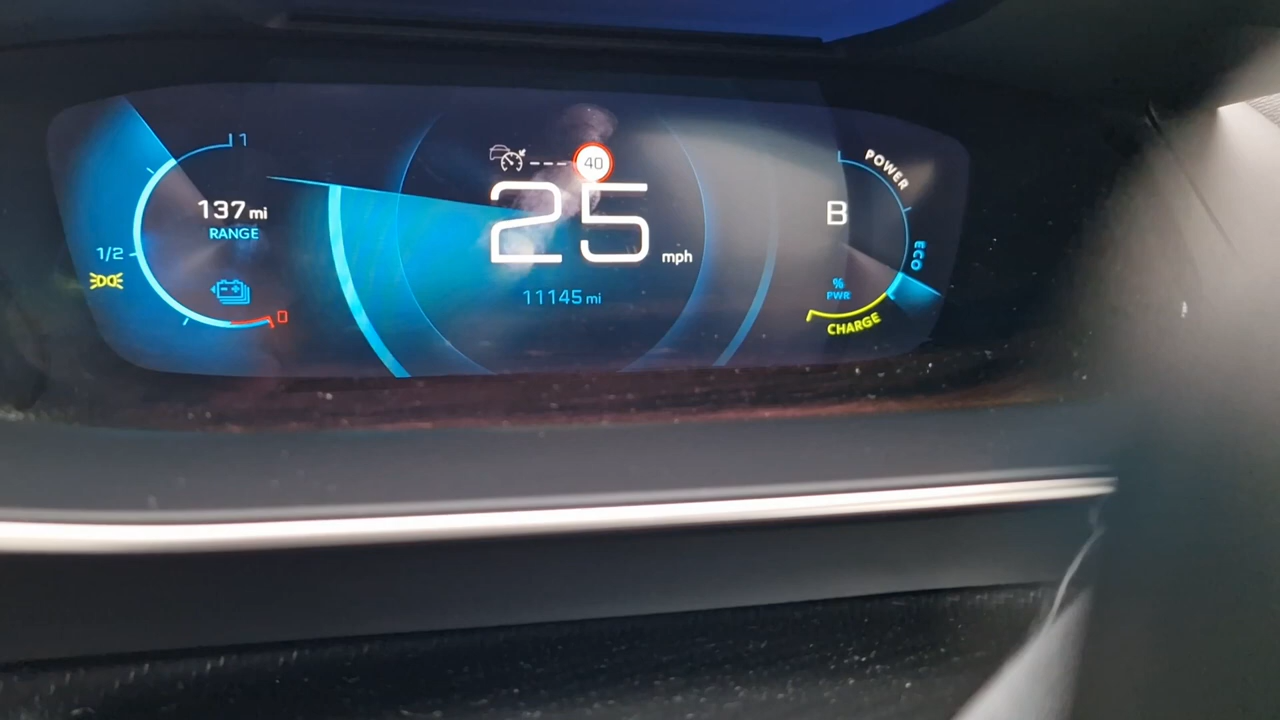 1
137 mi
RANGE
1/2
0
40
25 mph
11145 mi
POWER
B
ECO
%
PWR
CHARGE